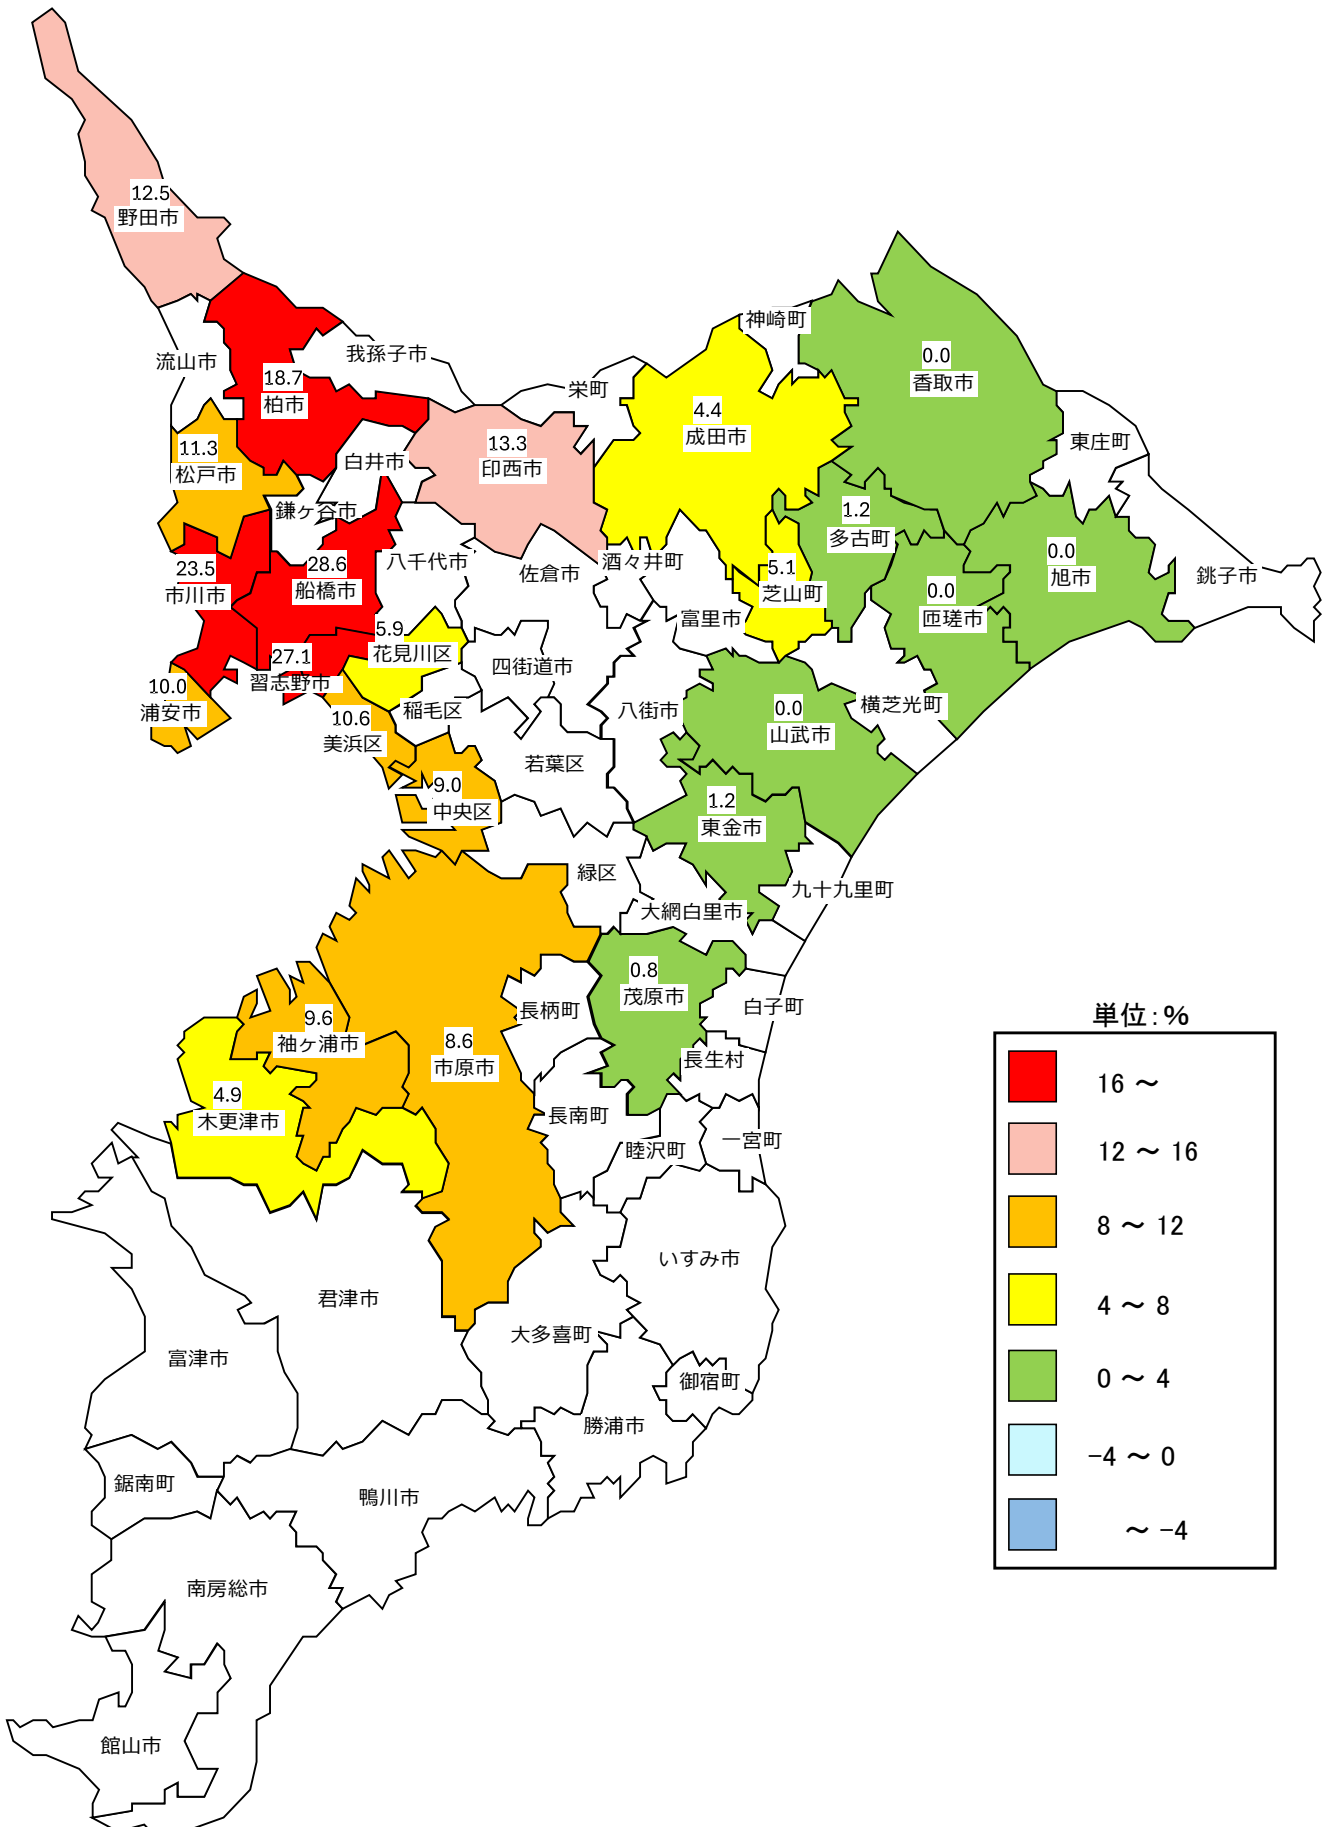 12.5
野田市
神崎町
0.0
香取市
流山市
我孫子市
18.7
柏市
栄町
4.4
成田市
東庄町
11.3
松戸市
白井市
13.3
印西市
鎌ヶ谷市
1.2
多古町
0.0
旭市
23.5
市川市
28.6
船橋市
八千代市
佐倉市
酒々井町
5.1
芝山町
銚子市
0.0
匝瑳市
5.9
花見川区
富里市
27.1
習志野市
四街道市
10.0
浦安市
10.6
美浜区
稲毛区
八街市
0.0
山武市
横芝光町
若葉区
9.0
中央区
1.2
東金市
緑区
九十九里町
大網白里市
0.8
茂原市
9.6
袖ヶ浦市
長柄町
白子町
8.6
市原市
長生村
4.9
木更津市
長南町
睦沢町
一宮町
いすみ市
君津市
大多喜町
富津市
御宿町
勝浦市
鋸南町
鴨川市
南房総市
館山市
単位:%
16 ～
12 ～ 16
8 ～ 12
4 ～ 8
0 ～ 4
-4 ～ 0
～ -4